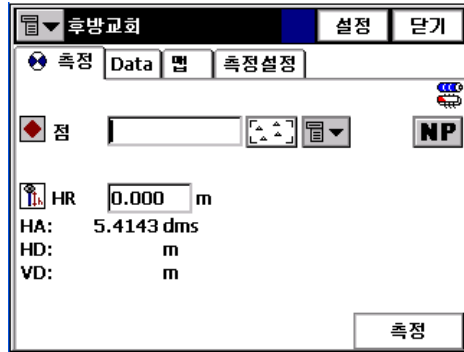 후방교회 설정 닫기
측정 Data 맵 측정설정
점 NP
HR 0.000 m
HA: 5.4143 dms
HD: m
VD: m
측정